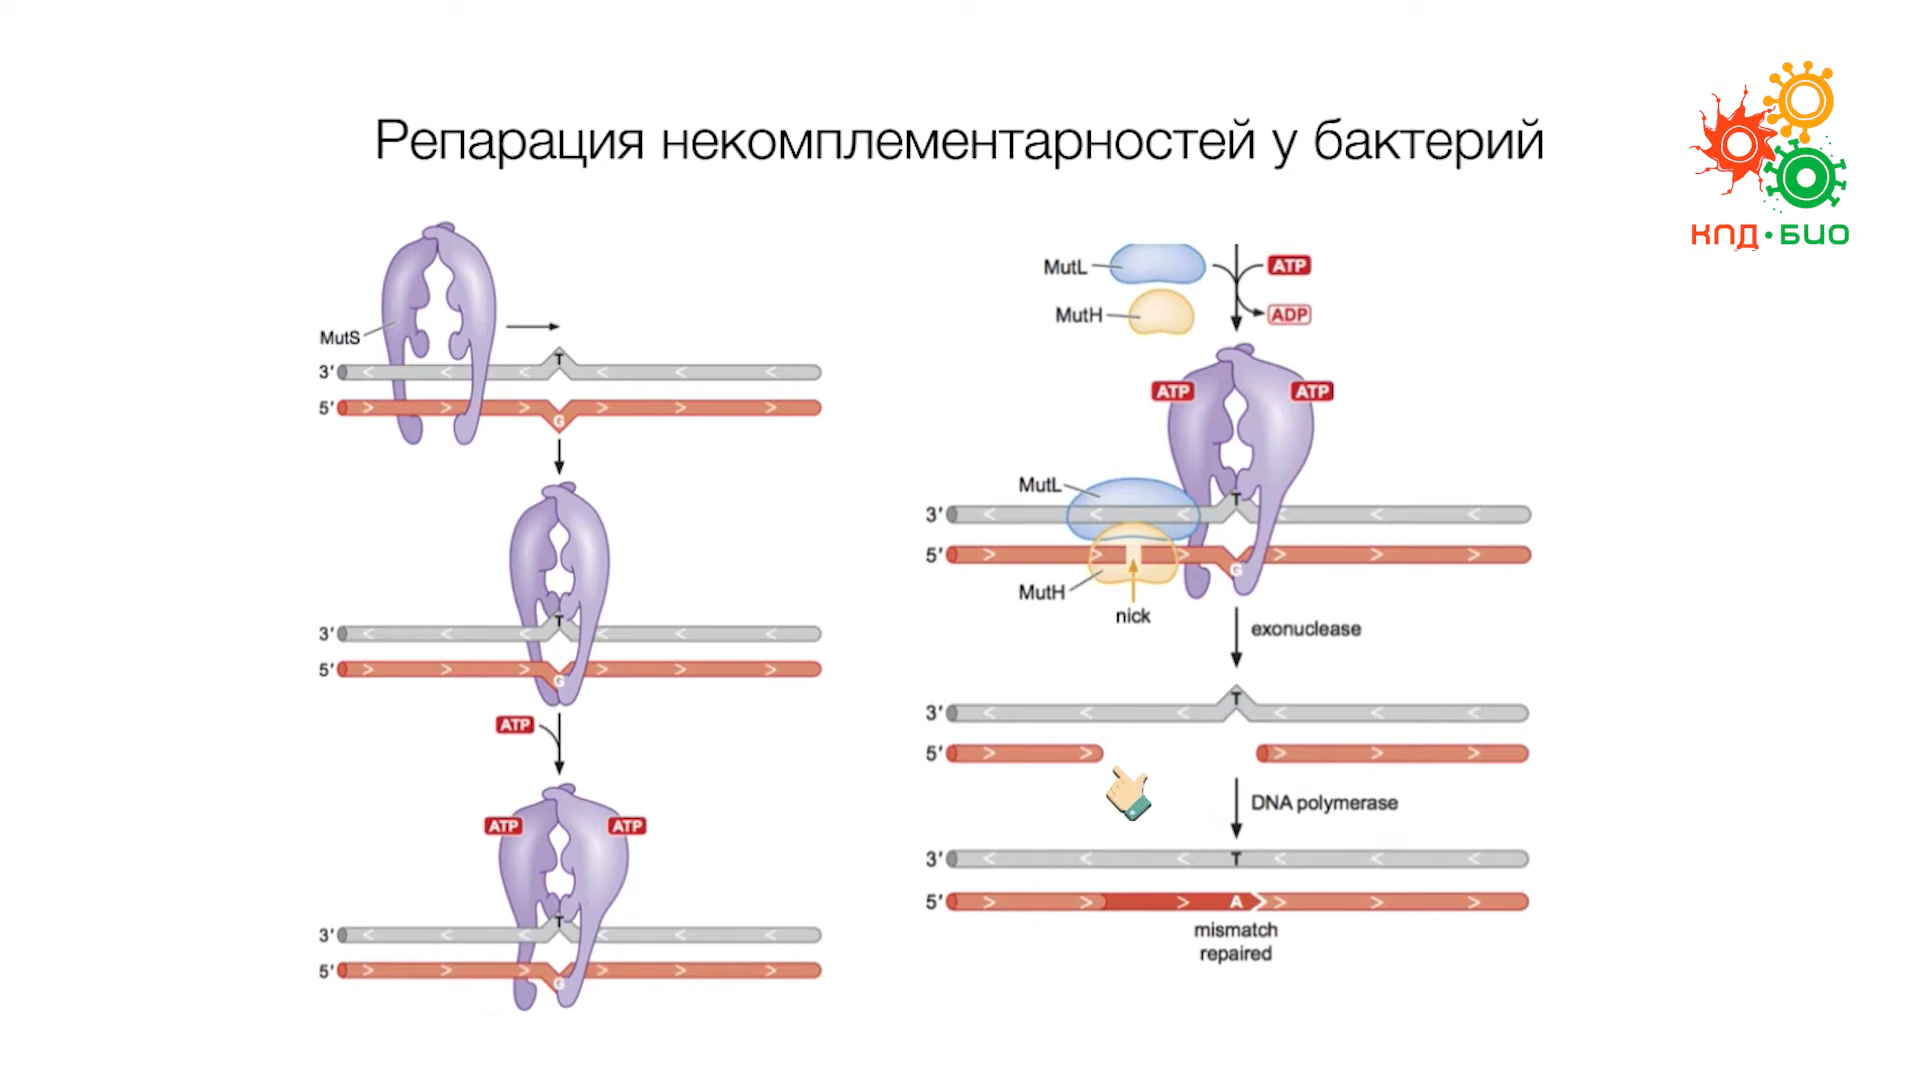 Репарация некомплементарностей у бактерий
КПД•БИО
MutS
T
3′
5′
G
T
3′
5′
G
ATP
ATP
ATP
T
3′
5′
G
MutL
ATP
MutH
ADP
ATP
ATP
MutL
T
3′
5′
G
MutH
nick
exonuclease
T
3′
5′
DNA polymerase
3′
T
5′
A
mismatch
repaired